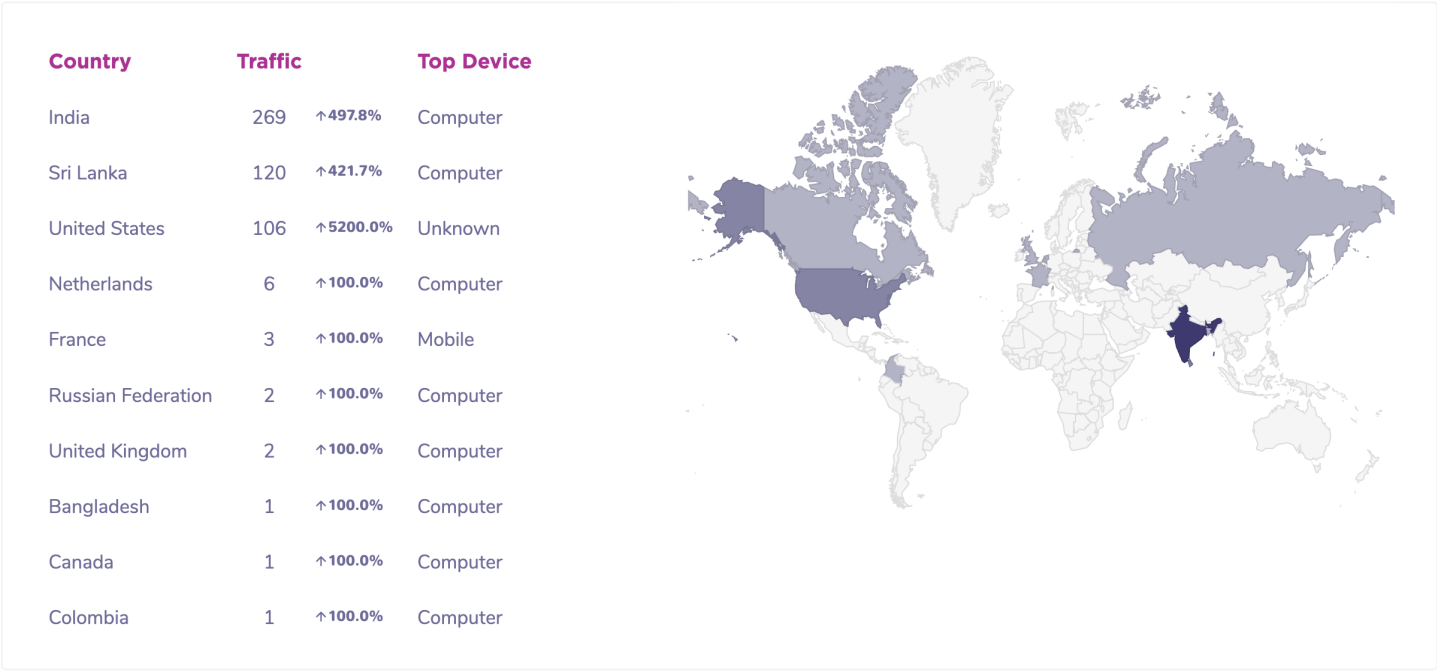 Country Traffic Top Device
India 269 ↑497.8% Computer
Sri Lanka 120 ↑421.7% Computer
United States 106 ↑5200.0% Unknown
Netherlands 6 ↑100.0% Computer
France 3 ↑100.0% Mobile
Russian Federation 2 ↑100.0% Computer
United Kingdom 2 ↑100.0% Computer
Bangladesh 1 ↑100.0% Computer
Canada 1 ↑100.0% Computer
Colombia 1 ↑100.0% Computer